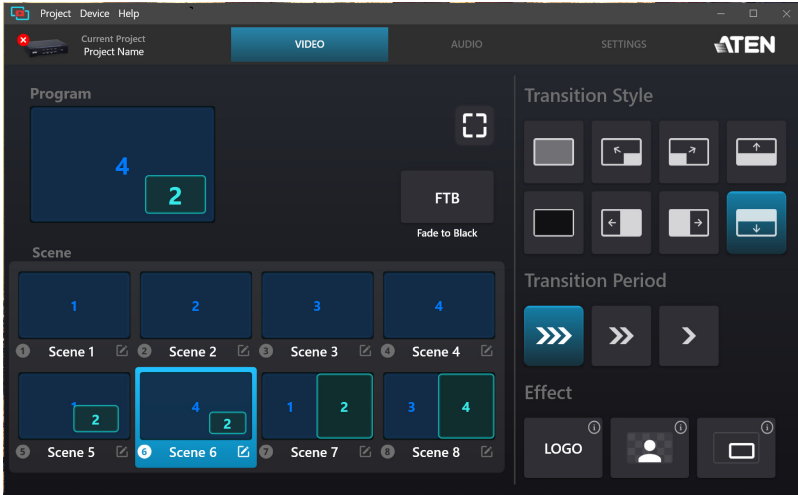 Project Device Help
Current Project
Project Name
VIDEO
AUDIO
SETTINGS
ATEN
Program
4
2
FTB
Fade to Black
Scene
1
2
3
4
1 Scene 1
2 Scene 2
3 Scene 3
4 Scene 4
1 2
4 2
1 2
3 4
5 Scene 5
6 Scene 6
7 Scene 7
8 Scene 8
Transition Style
Transition Period
Effect
LOGO